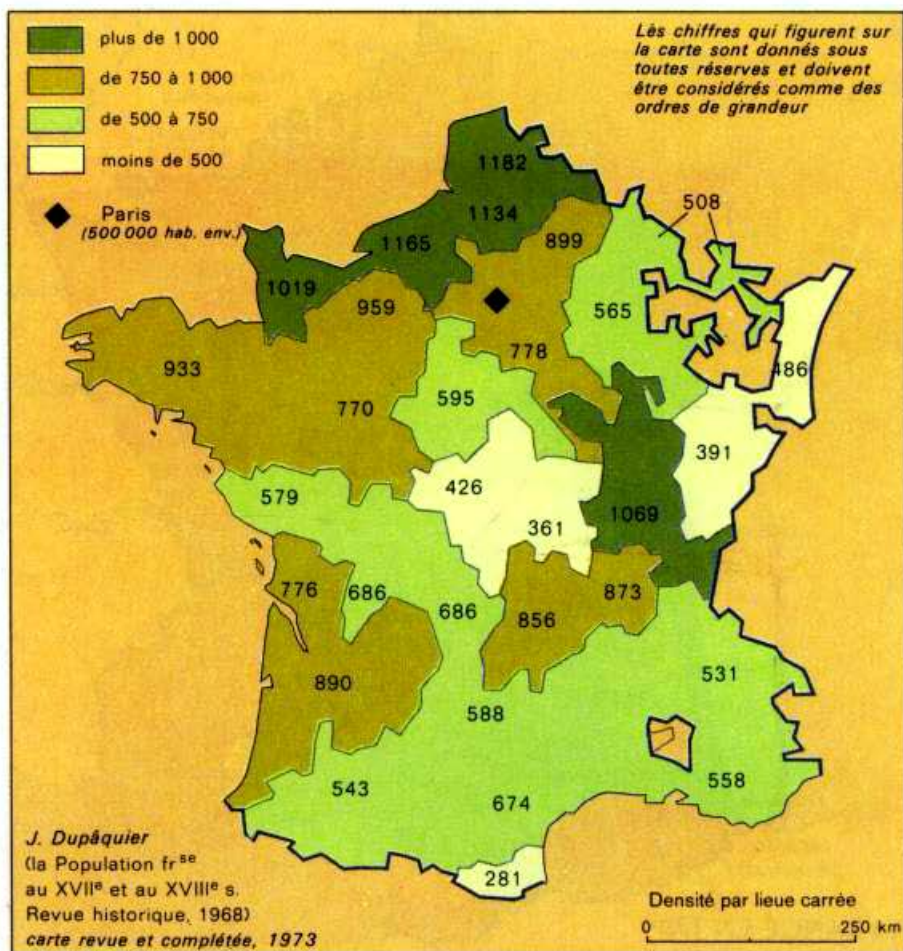 plus de 1 000
de 750 à 1 000
de 500 à 750
moins de 500
Paris
(500 000 hab. env.)
Lès chiffres qui figurent sur
la carte sont donnés sous
toutes réserves et doivent
être considérés comme des
ordres de grandeur
1182
508
1134
899
1165
1019
959
565
933
778
486
770
595
391
426
579
361
1069
776
686
686
856
873
890
531
588
543
674
558
281
J. Dupâquier
(la Population frse
au XVIIe et au XVIIIe s.
Revue historique, 1968)
carte revue et complétée, 1973
Densité par lieue carrée
0 250 km